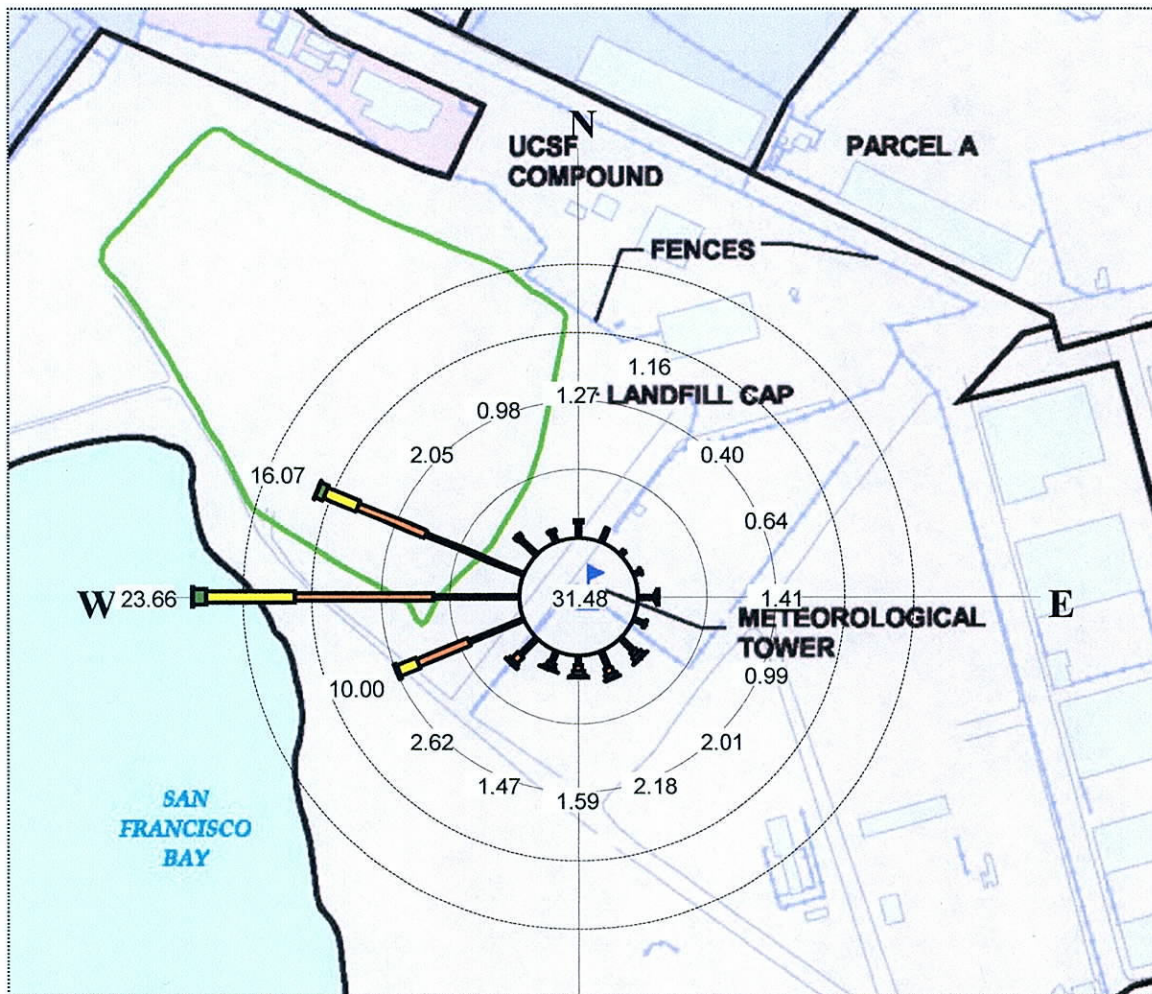 N
UCSF
COMPOUND
PARCEL A
FENCES
1.16
1.27
LANDFILL CAP
0.98
2.05
0.40
16.07
0.64
W
23.66
31.48
1.41
E
METEOROLOGICAL
TOWER
0.99
10.00
2.62
2.01
1.47
1.59
2.18
SAN
FRANCISCO
BAY